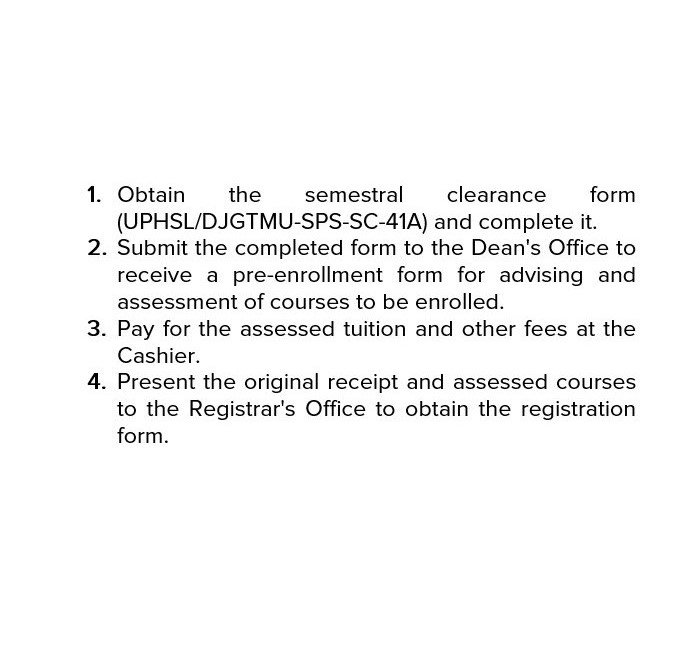 1. Obtain the semestral clearance form
(UPHSL/DJGTMU-SPS-SC-41A) and complete it.
2. Submit the completed form to the Dean's Office to
receive a pre-enrollment form for advising and
assessment of courses to be enrolled.
3. Pay for the assessed tuition and other fees at the
Cashier.
4. Present the original receipt and assessed courses
to the Registrar's Office to obtain the registration
form.